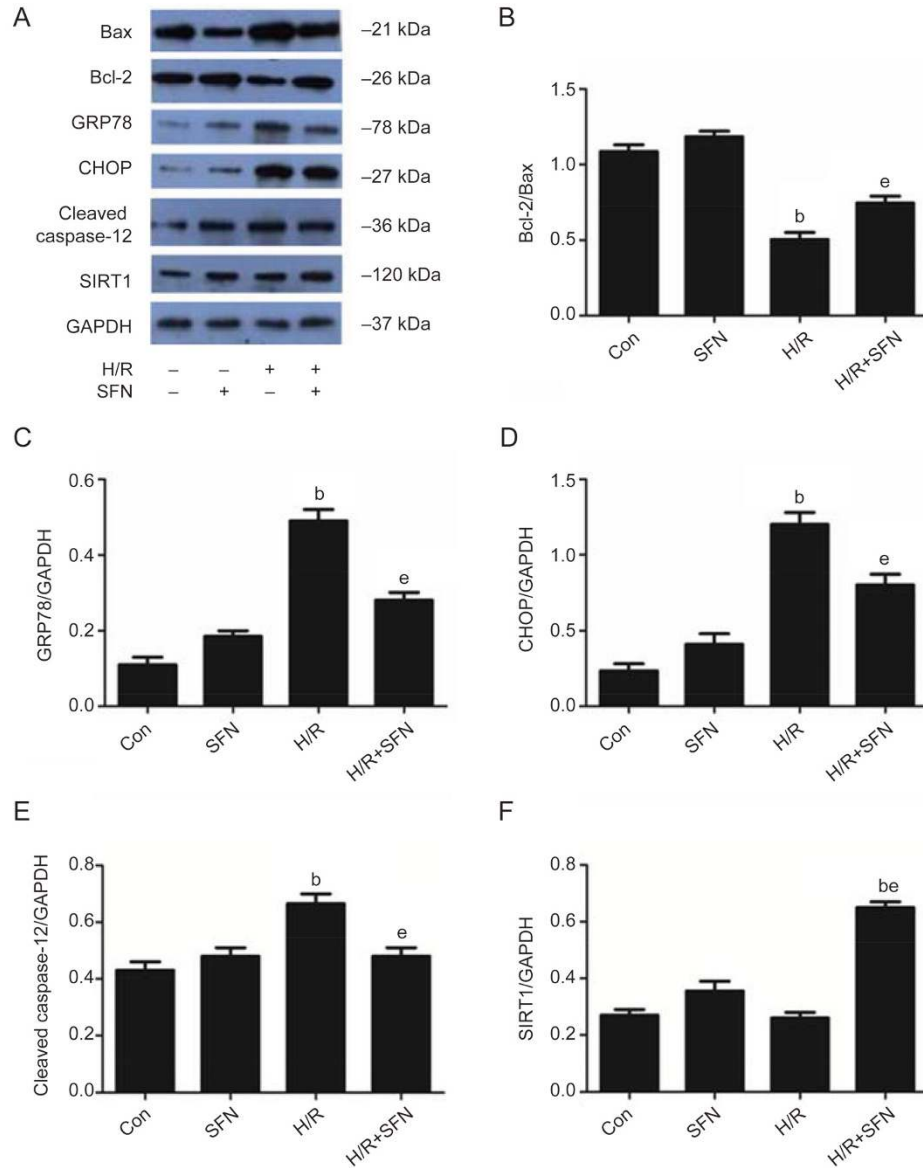 A
Bax
–21 kDa
Bcl-2
–26 kDa
GRP78
–78 kDa
CHOP
–27 kDa
Cleaved
caspase-12
–36 kDa
SIRT1
–120 kDa
GAPDH
–37 kDa
H/R – – + +
SFN – + – +
B
Bcl-2/Bax
1.5
1.0
0.5
0.0
b
e
Con SFN H/R H/R+SFN
C
GRP78/GAPDH
0.6
0.4
0.2
0.0
b
e
Con SFN H/R H/R+SFN
D
CHOP/GAPDH
1.5
1.0
0.5
0.0
b
e
Con SFN H/R H/R+SFN
E
Cleaved caspase-12/GAPDH
0.8
0.6
0.4
0.2
0.0
b
e
Con SFN H/R H/R+SFN
F
SIRT1/GAPDH
0.8
0.6
0.4
0.2
0.0
be
Con SFN H/R H/R+SFN